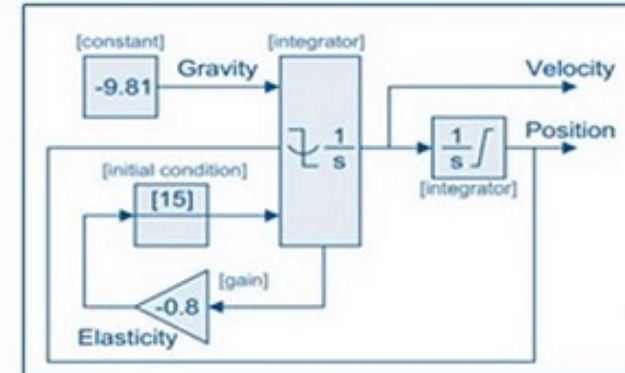 [constant]
[integrator]
-9.81
Gravity
Velocity
1
s
1
s
Position
[integrator]
[initial condition]
[15]
[gain]
-0.8
Elasticity